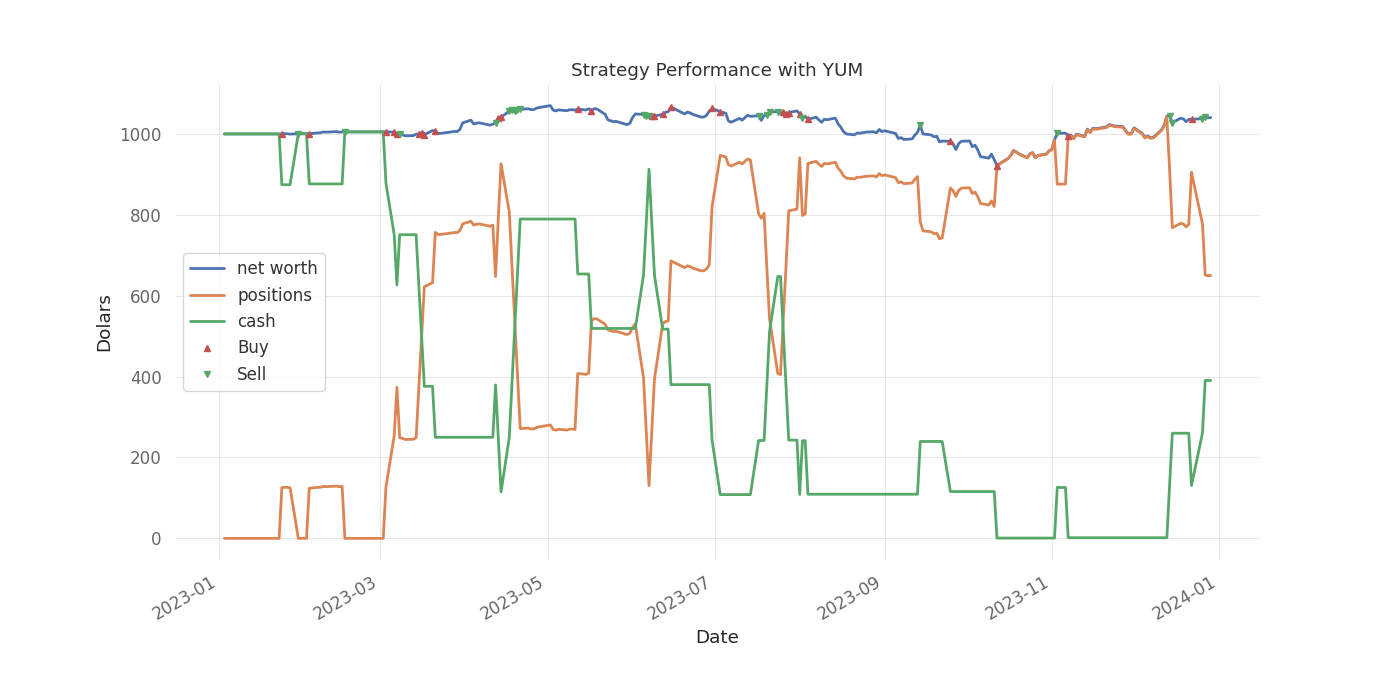 Strategy Performance with YUM
1000
800
600
400
200
0
Dolars
net worth
positions
cash
Buy
Sell
2023-01
2023-03
2023-05
2023-07
2023-09
2023-11
2024-01
Date